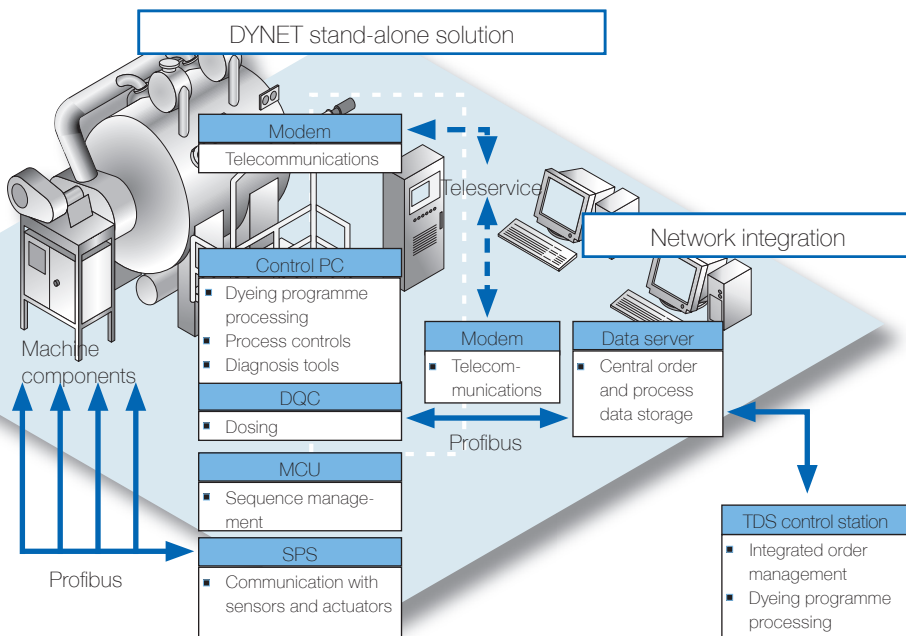 DYNET stand-alone solution
Modem
Telecommunications
Teleservice
Network integration
Control PC
Dyeing programme
processing
Process controls
Diagnosis tools
Machine
components
Modem
Telecom-
munications
Data server
Central order
and process
data storage
DQC
Dosing
Profibus
MCU
Sequence manage-
ment
SPS
Communication with
sensors and actuators
Profibus
TDS control station
Integrated order
management
Dyeing programme
processing